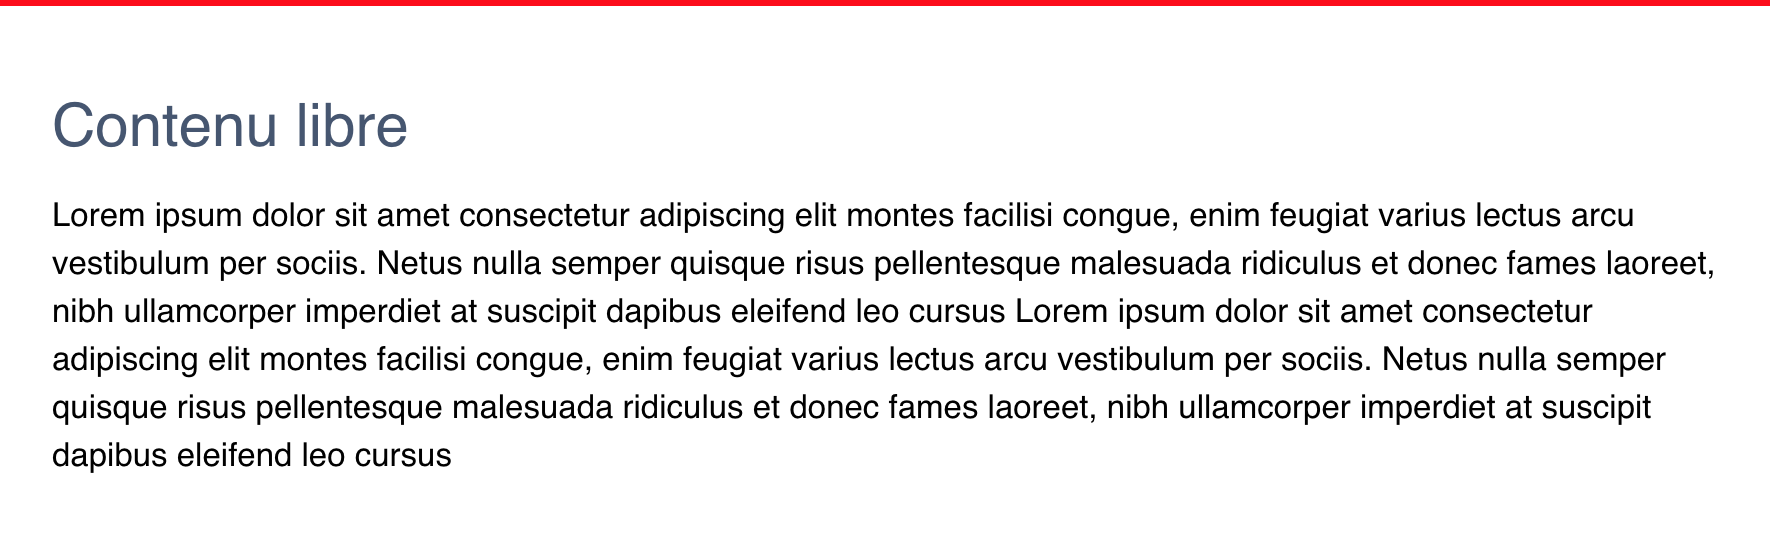 Contenu libre
Lorem ipsum dolor sit amet consectetur adipiscing elit montes facilisi congue, enim feugiat varius lectus arcu
vestibulum per sociis. Netus nulla semper quisque risus pellentesque malesuada ridiculus et donec fames laoreet,
nibh ullamcorper imperdiet at suscipit dapibus eleifend leo cursus Lorem ipsum dolor sit amet consectetur
adipiscing elit montes facilisi congue, enim feugiat varius lectus arcu vestibulum per sociis. Netus nulla semper
quisque risus pellentesque malesuada ridiculus et donec fames laoreet, nibh ullamcorper imperdiet at suscipit
dapibus eleifend leo cursus